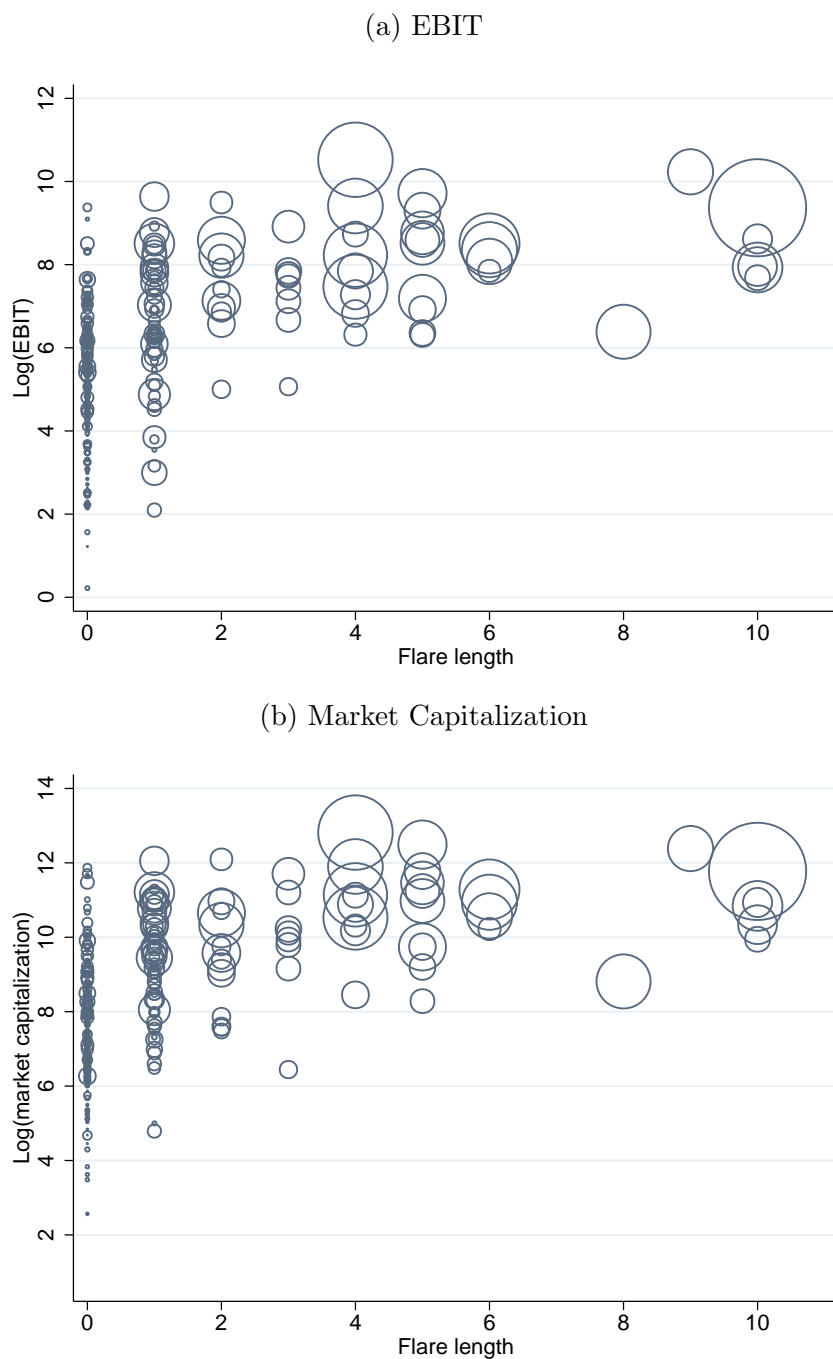 (a) EBIT
12
10
8
6
4
2
0
Log(EBIT)
0 2 4 6 8 10
Flare length
(b) Market Capitalization
14
12
10
8
6
4
2
Log(market capitalization)
0 2 4 6 8 10
Flare length